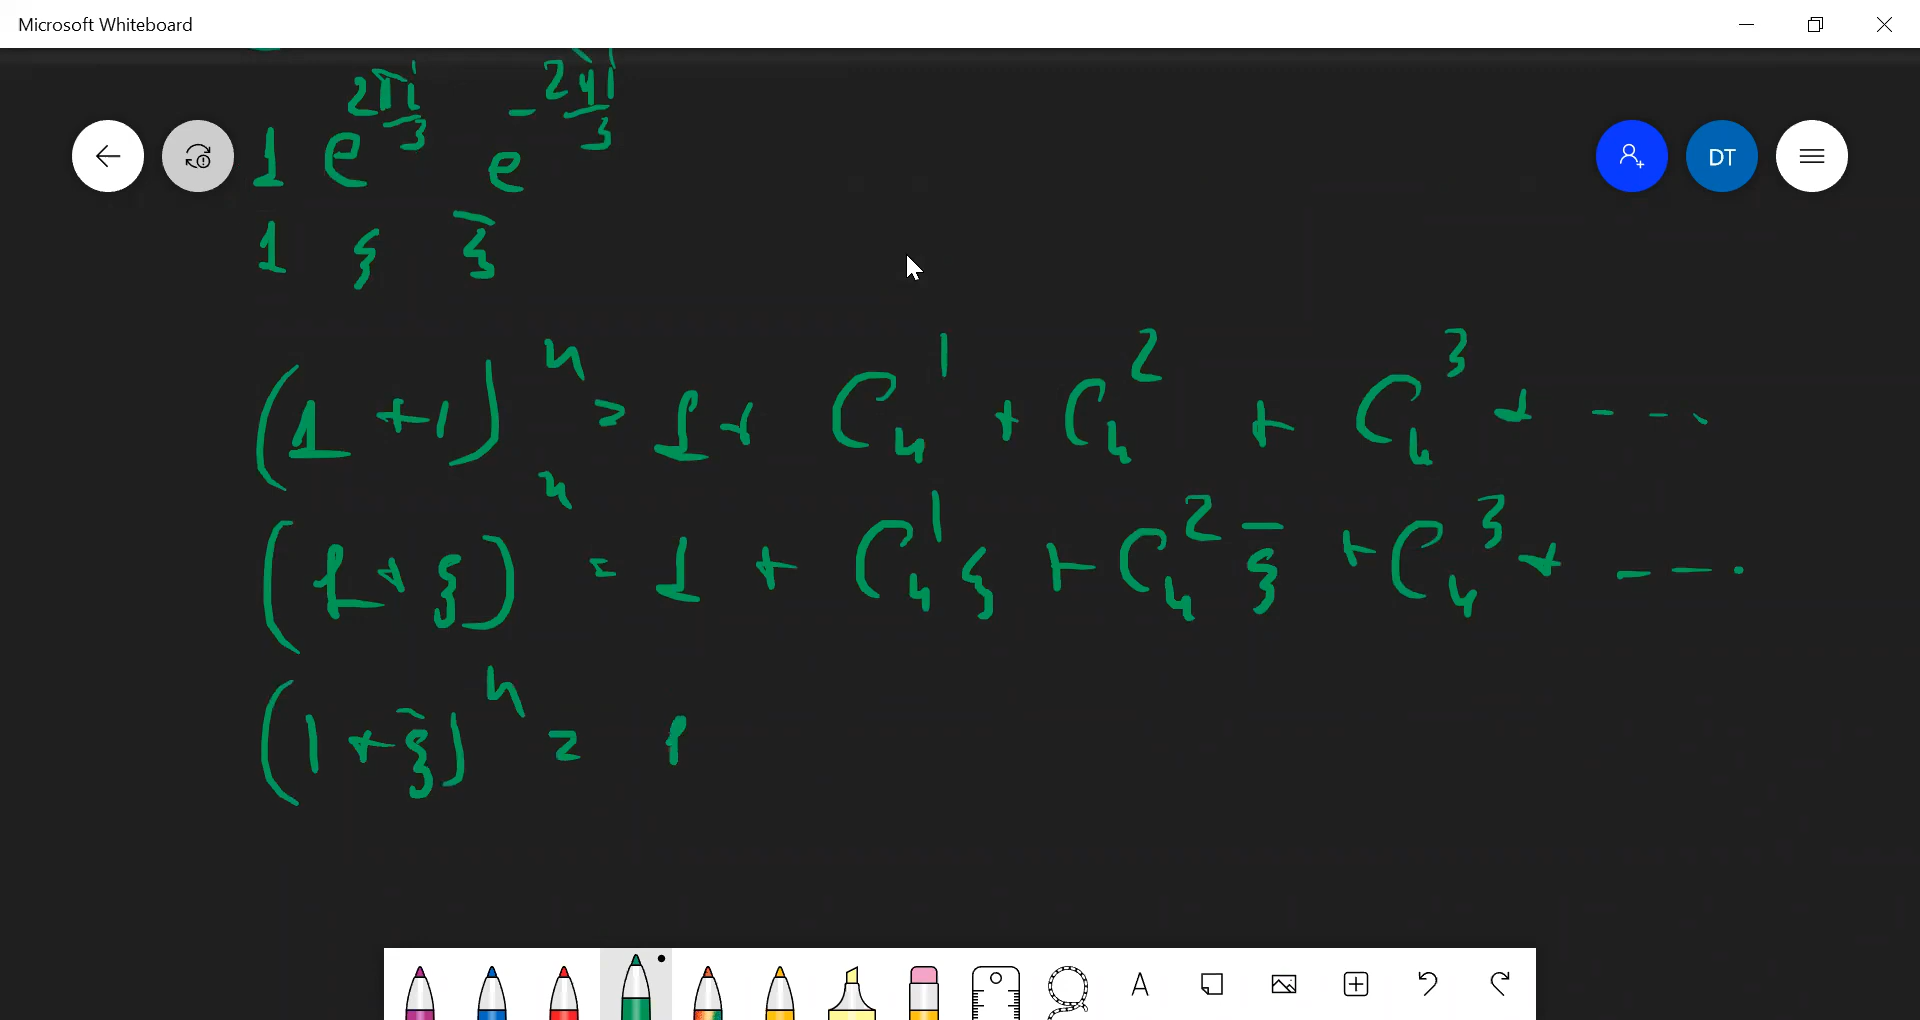 Microsoft Whiteboard
1 e^{2πi/3} e^{-2πi/3}
DT
1 ξ ξ̅
(1+1)^n = 1 + C_n^1 + C_n^2 + C_n^3 + ---.
(1+ξ)^n = 1 + C_n^1 ξ + C_n^2 ξ̅ + C_n^3 + ---.
(1+ξ̅)^n = 1